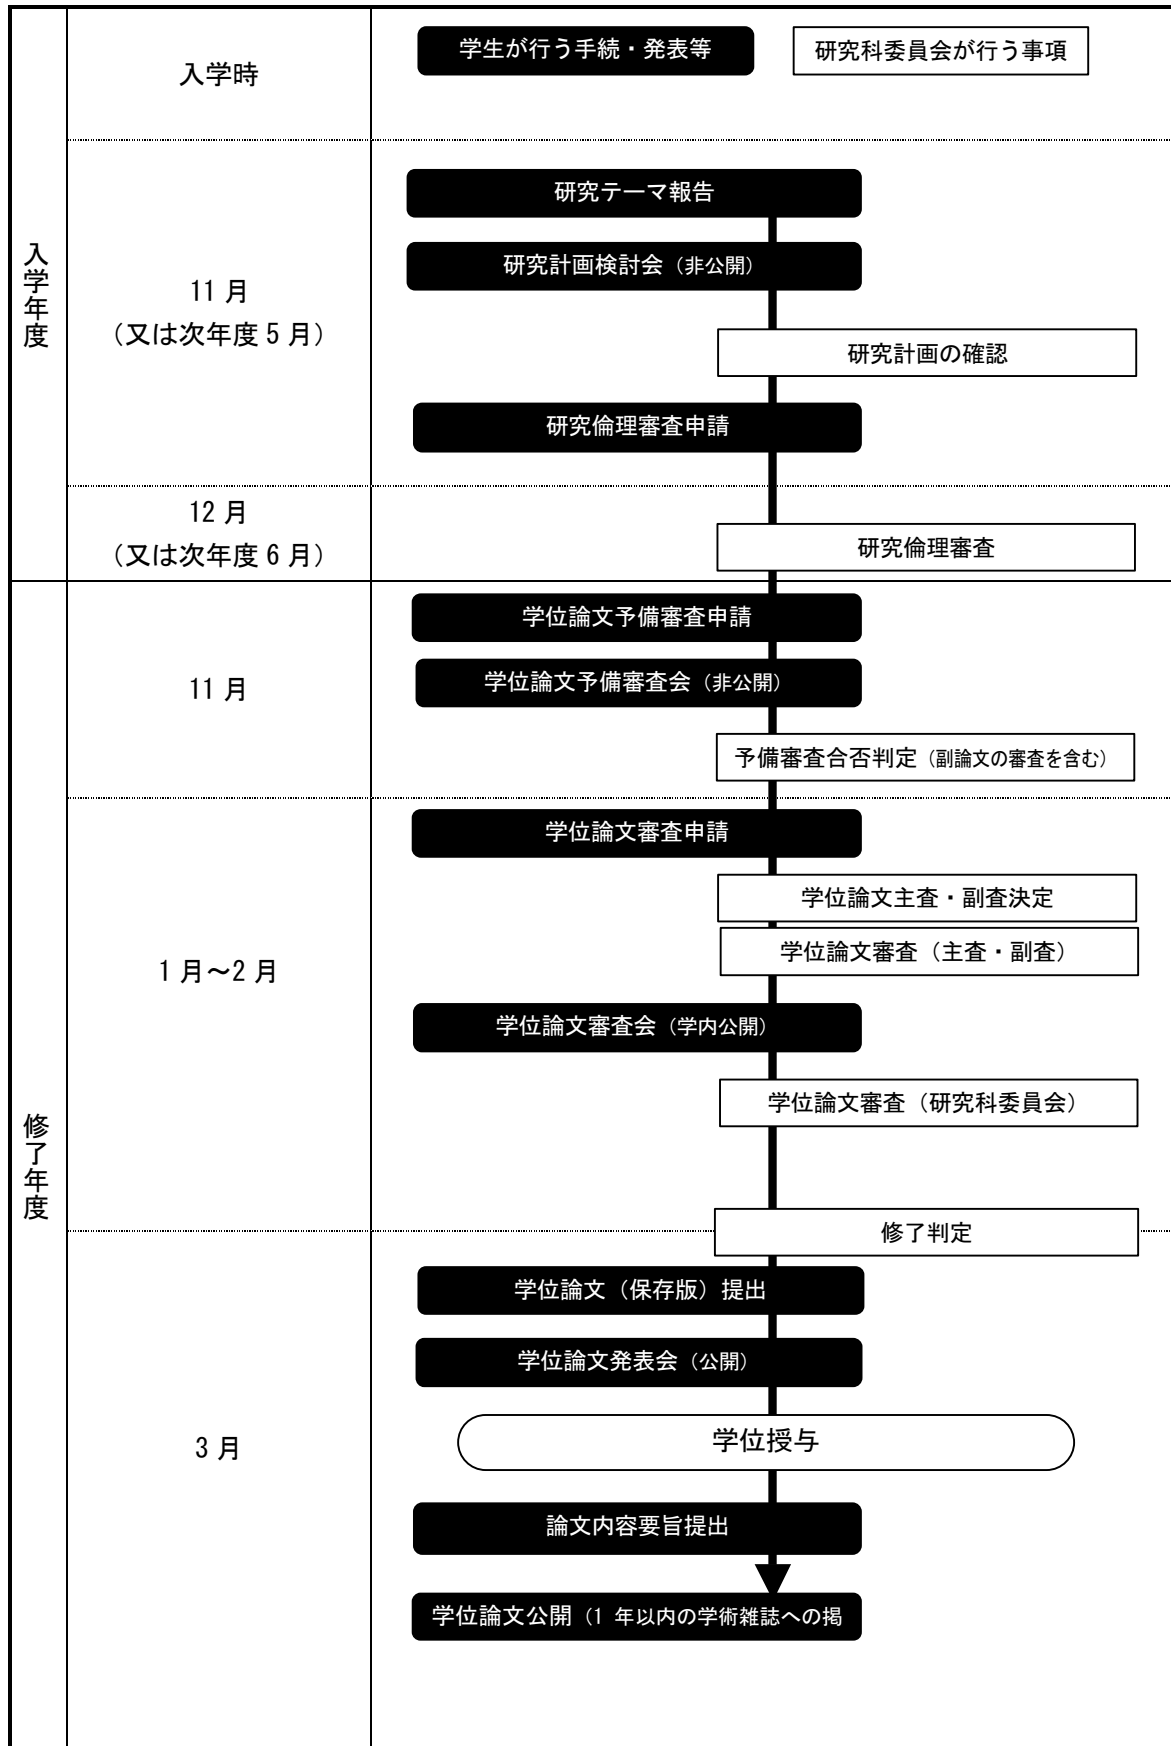 入学時
学生が行う手続・発表等
研究科委員会が行う事項
入学年度
11 月
（又は次年度 5 月）
研究テーマ報告
研究計画検討会（非公開）
研究計画の確認
研究倫理審査申請
12 月
（又は次年度 6 月）
研究倫理審査
修了年度
11 月
学位論文予備審査申請
学位論文予備審査会（非公開）
予備審査合否判定（副論文の審査を含む）
1 月～2 月
学位論文審査申請
学位論文主査・副査決定
学位論文審査（主査・副査）
学位論文審査会（学内公開）
学位論文審査（研究科委員会）
修了判定
3 月
学位論文（保存版）提出
学位論文発表会（公開）
学位授与
論文内容要旨提出
学位論文公開（1 年以内の学術雑誌への掲